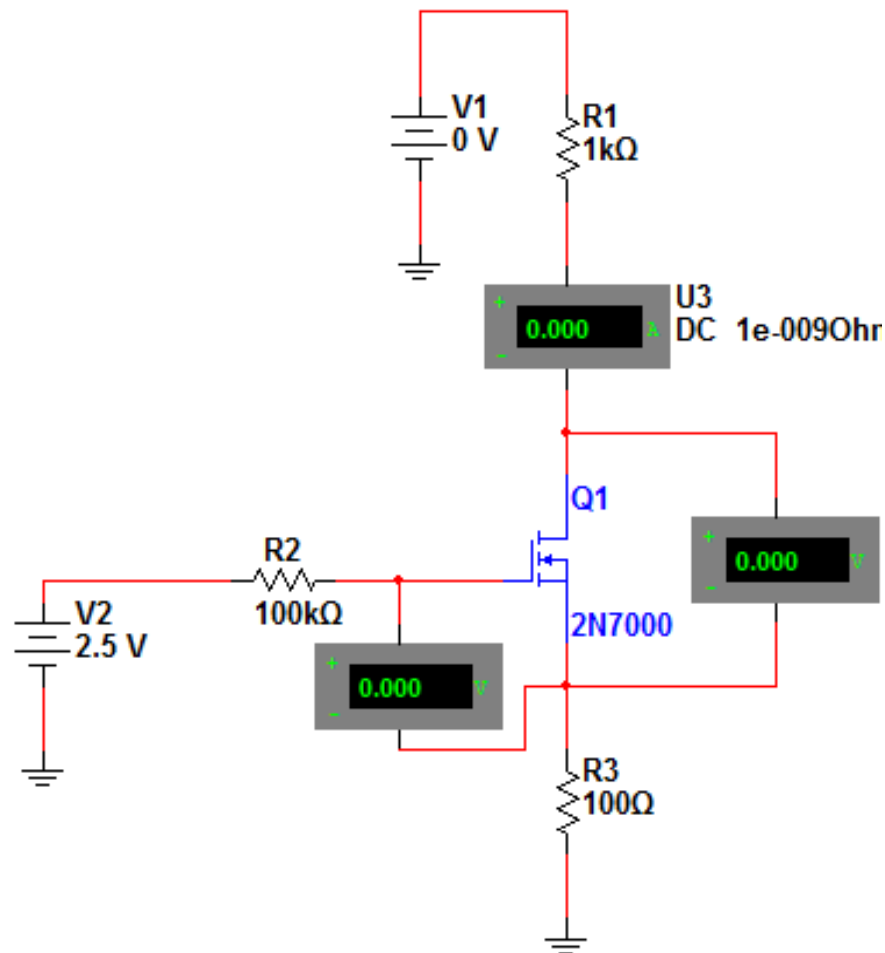 V1
0 V
R1
1kΩ
U3
+
0.000 A
DC 1e-009Ohm
-
Q1
+
0.000 V
-
R2
100kΩ
V2
2.5 V
2N7000
+
0.000 V
-
R3
100Ω